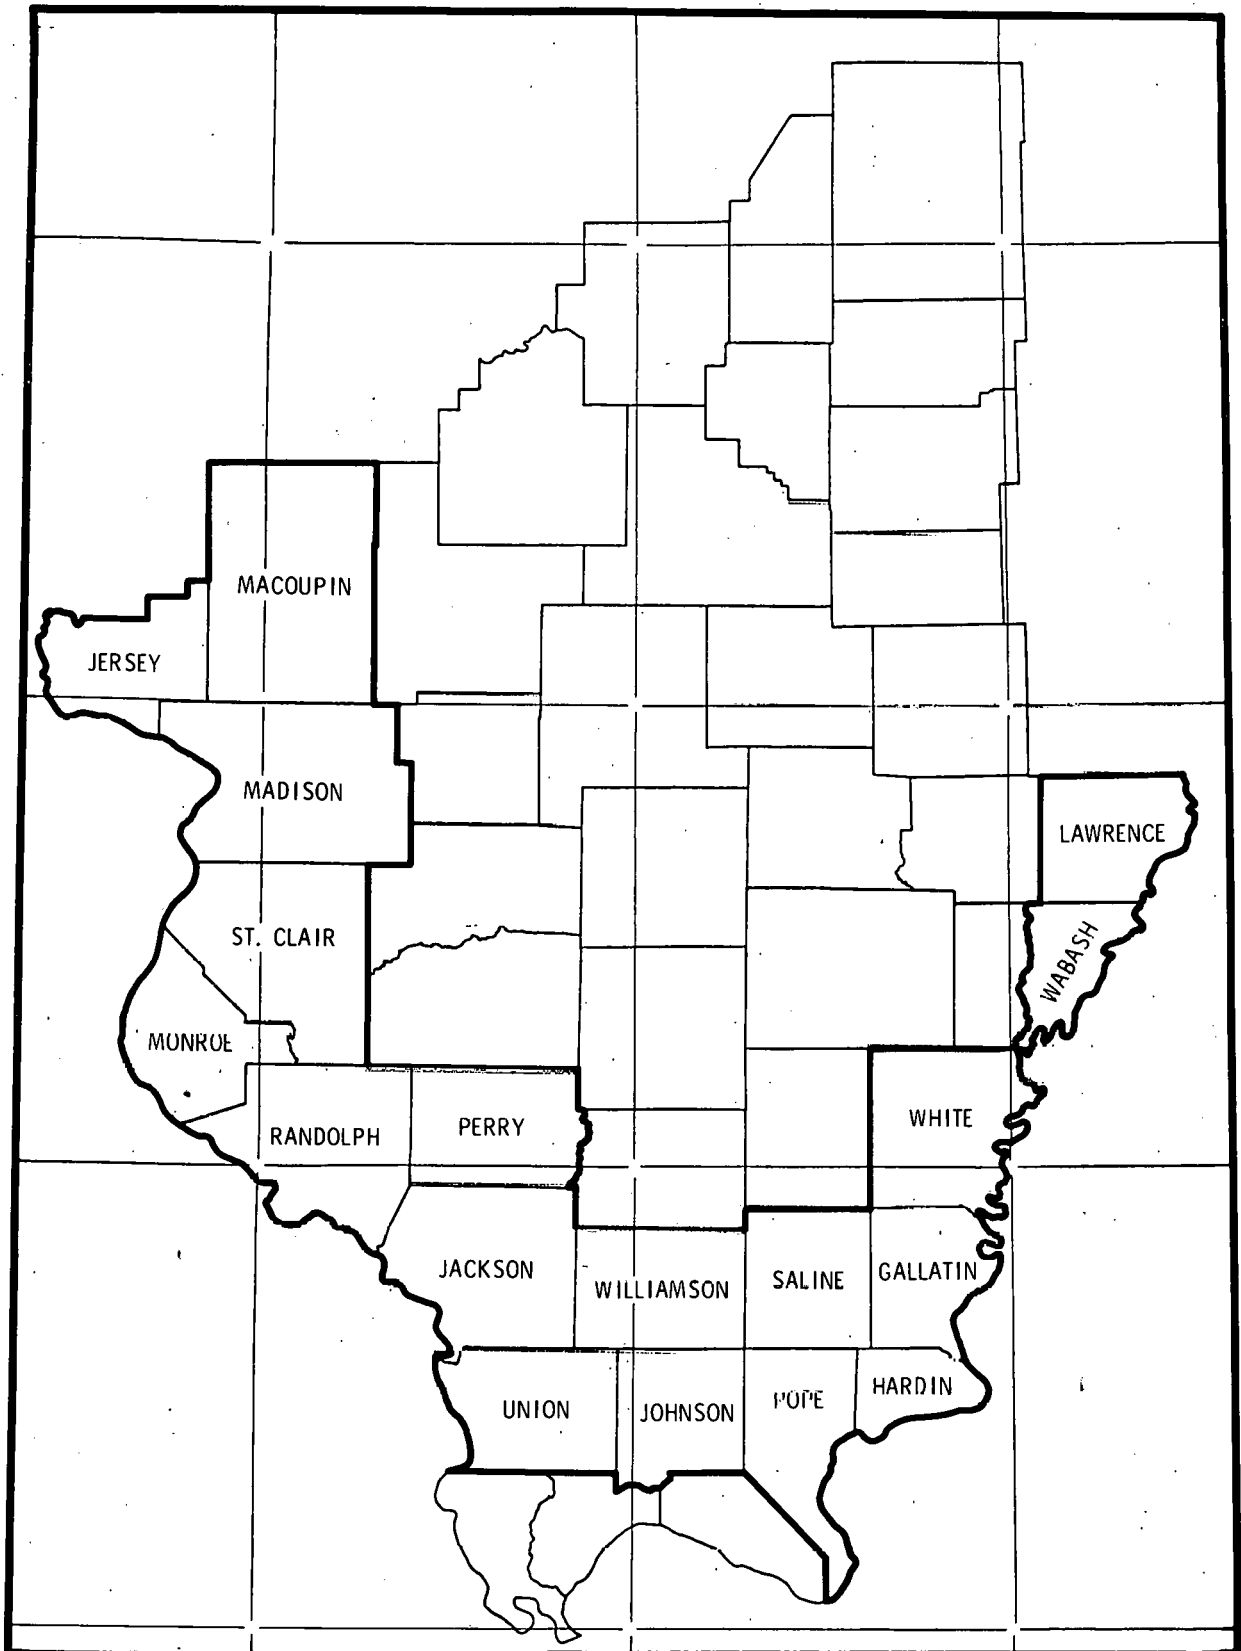 MACOUPIN
JERSEY
MADISON
LAWRENCE
ST. CLAIR
WABASH
MONROE
WHITE
PERRY
RANDOLPH
JACKSON
WILLIAMSON
SALINE
GALLATIN
HARDIN
UNION
JOHNSON
POPE